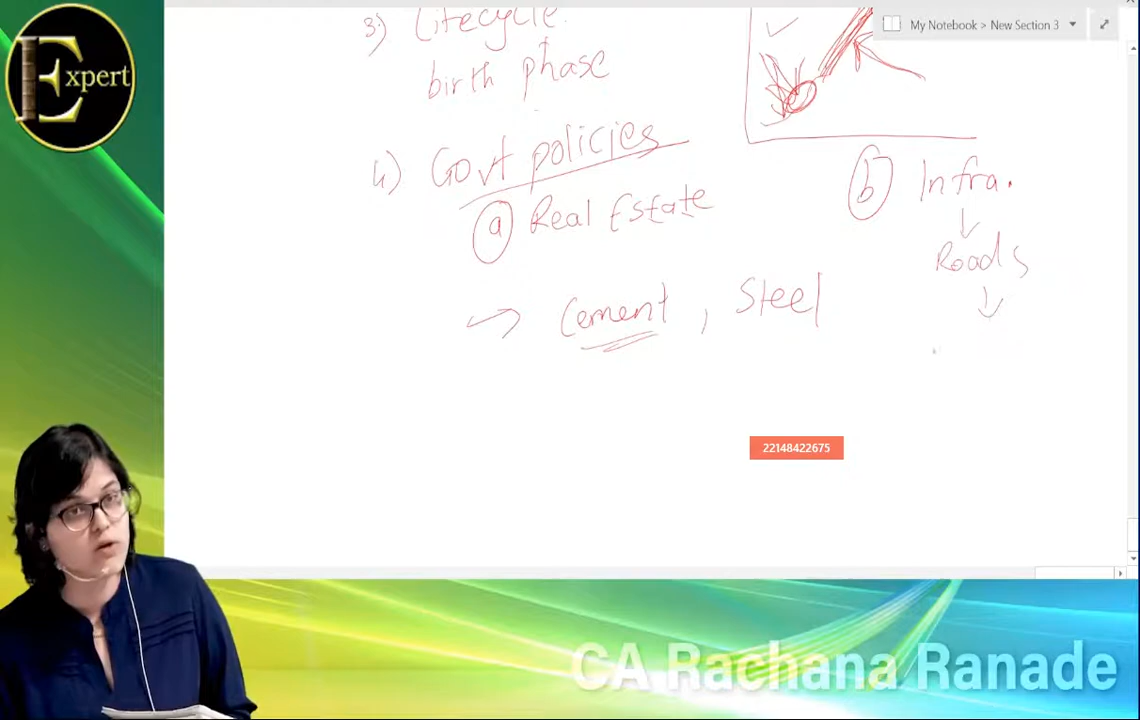 Expert
My Notebook > New Section 3
3) Lifecycle.
birth phase
4) Govt policies
a Real Estate
→ Cement, Steel
b Infra.
Roads
22148422675
CA Rachana Ranade